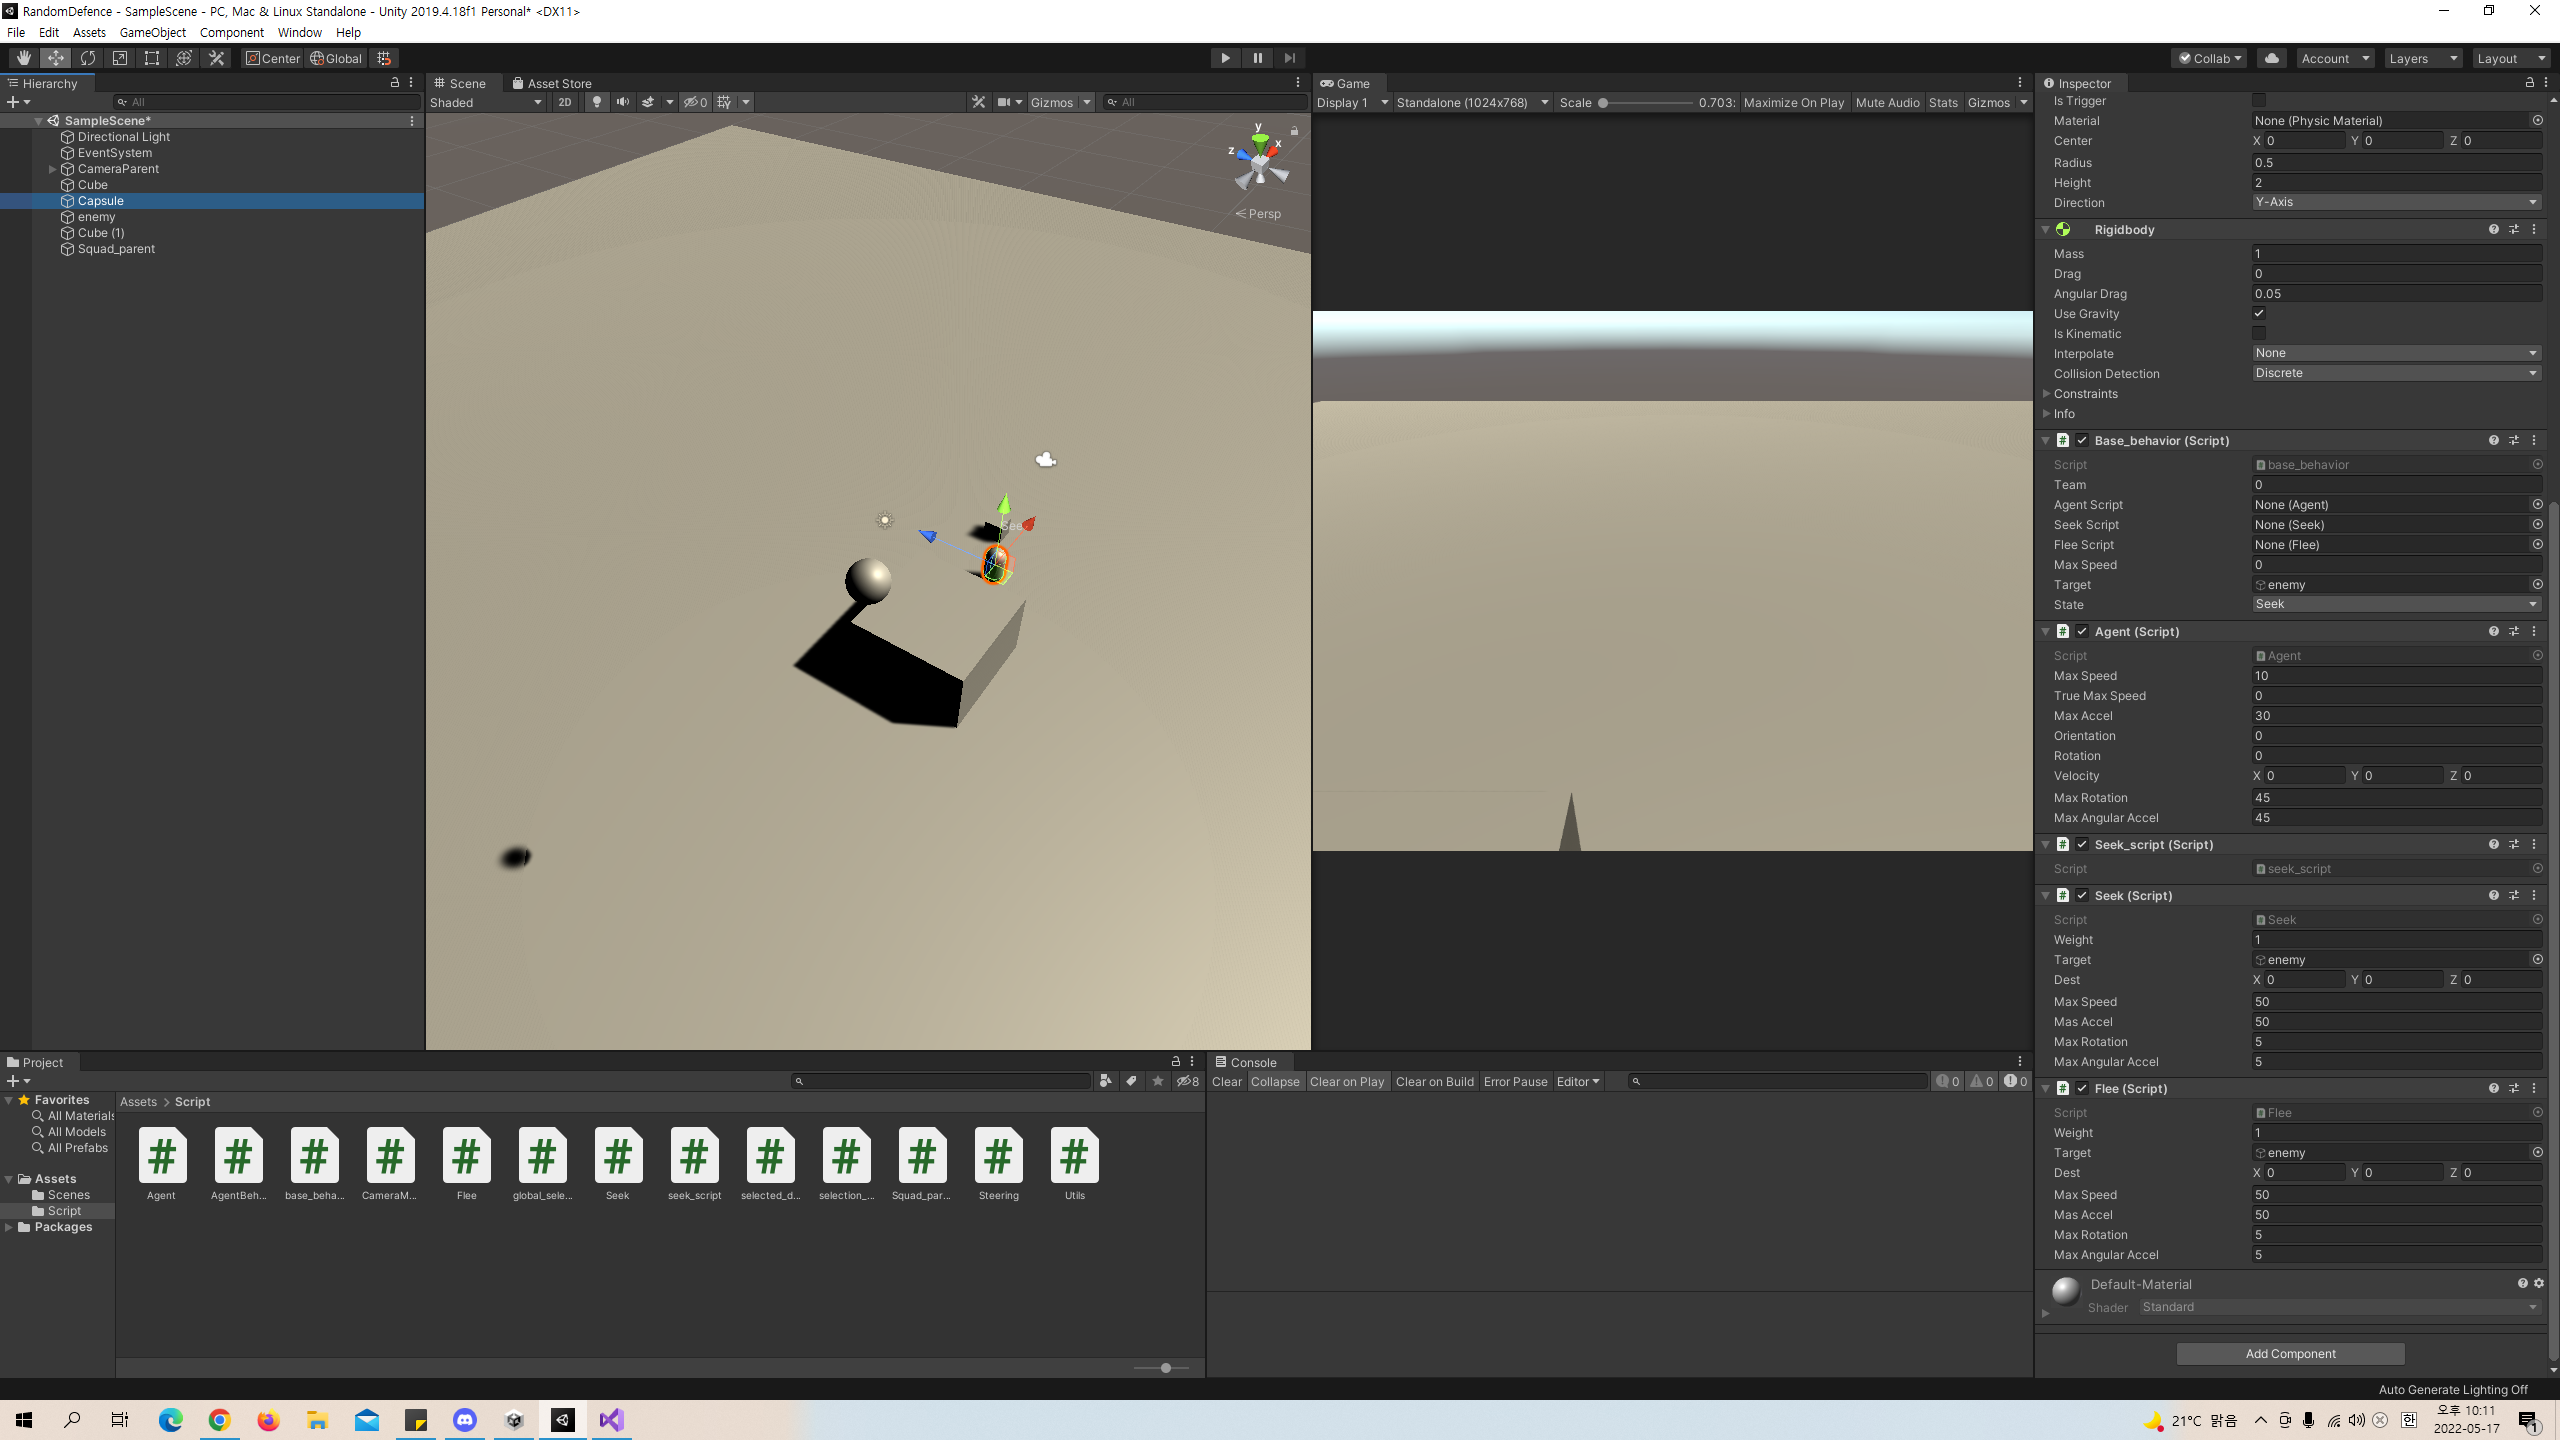 RandomDefence - SampleScene - PC, Mac & Linux Standalone - Unity 2019.4.18f1 Personal* <DX11>
File Edit Assets GameObject Component Window Help
Center Global
Collab Account Layers Layout
Hierarchy
All
SampleScene*
Directional Light
EventSystem
CameraParent
Cube
Capsule
enemy
Cube (1)
Squad_parent
Scene Asset Store
Shaded 2D 0 Gizmos All
y
z x
Persp
See
Game
Display 1 Standalone (1024x768) Scale 0.703: Maximize On Play Mute Audio Stats Gizmos
Inspector
Is Trigger
Material None (Physic Material)
Center X 0 Y 0 Z 0
Radius 0.5
Height 2
Direction Y-Axis
Rigidbody
Mass 1
Drag 0
Angular Drag 0.05
Use Gravity
Is Kinematic
Interpolate None
Collision Detection Discrete
Constraints
Info
Base_behavior (Script)
Script base_behavior
Team 0
Agent Script None (Agent)
Seek Script None (Seek)
Flee Script None (Flee)
Max Speed 0
Target enemy
State Seek
Agent (Script)
Script Agent
Max Speed 10
True Max Speed 0
Max Accel 30
Orientation 0
Rotation 0
Velocity X 0 Y 0 Z 0
Max Rotation 45
Max Angular Accel 45
Seek_script (Script)
Script seek_script
Seek (Script)
Script Seek
Weight 1
Target enemy
Dest X 0 Y 0 Z 0
Max Speed 50
Mas Accel 50
Max Rotation 5
Max Angular Accel 5
Flee (Script)
Script Flee
Weight 1
Target enemy
Dest X 0 Y 0 Z 0
Max Speed 50
Mas Accel 50
Max Rotation 5
Max Angular Accel 5
Default-Material
Shader Standard
Add Component
Project
8
Favorites
All Materials
All Models
All Prefabs
Assets
Scenes
Script
Packages
Assets > Script
Agent AgentBeh... base_beha... CameraM... Flee global_sele... Seek seek_script selected_d... selection_... Squad_par... Steering Utils
Console
Clear Collapse Clear on Play Clear on Build Error Pause Editor 0 0 0
Auto Generate Lighting Off
21°C 맑음 한 오후 10:11
2022-05-17
1